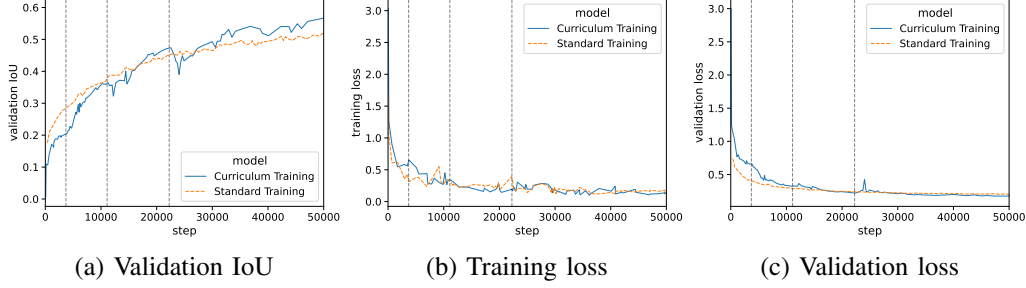 0.6
0.5
0.4
0.3
0.2
0.1
0.0
validation IoU
model
Curriculum Training
Standard Training
0 10000 20000 30000 40000 50000
step
(a) Validation IoU
3.0
2.5
2.0
1.5
1.0
0.5
0.0
training loss
model
Curriculum Training
Standard Training
0 10000 20000 30000 40000 50000
step
(b) Training loss
3.0
2.5
2.0
1.5
1.0
0.5
validation loss
model
Curriculum Training
Standard Training
0 10000 20000 30000 40000 50000
step
(c) Validation loss